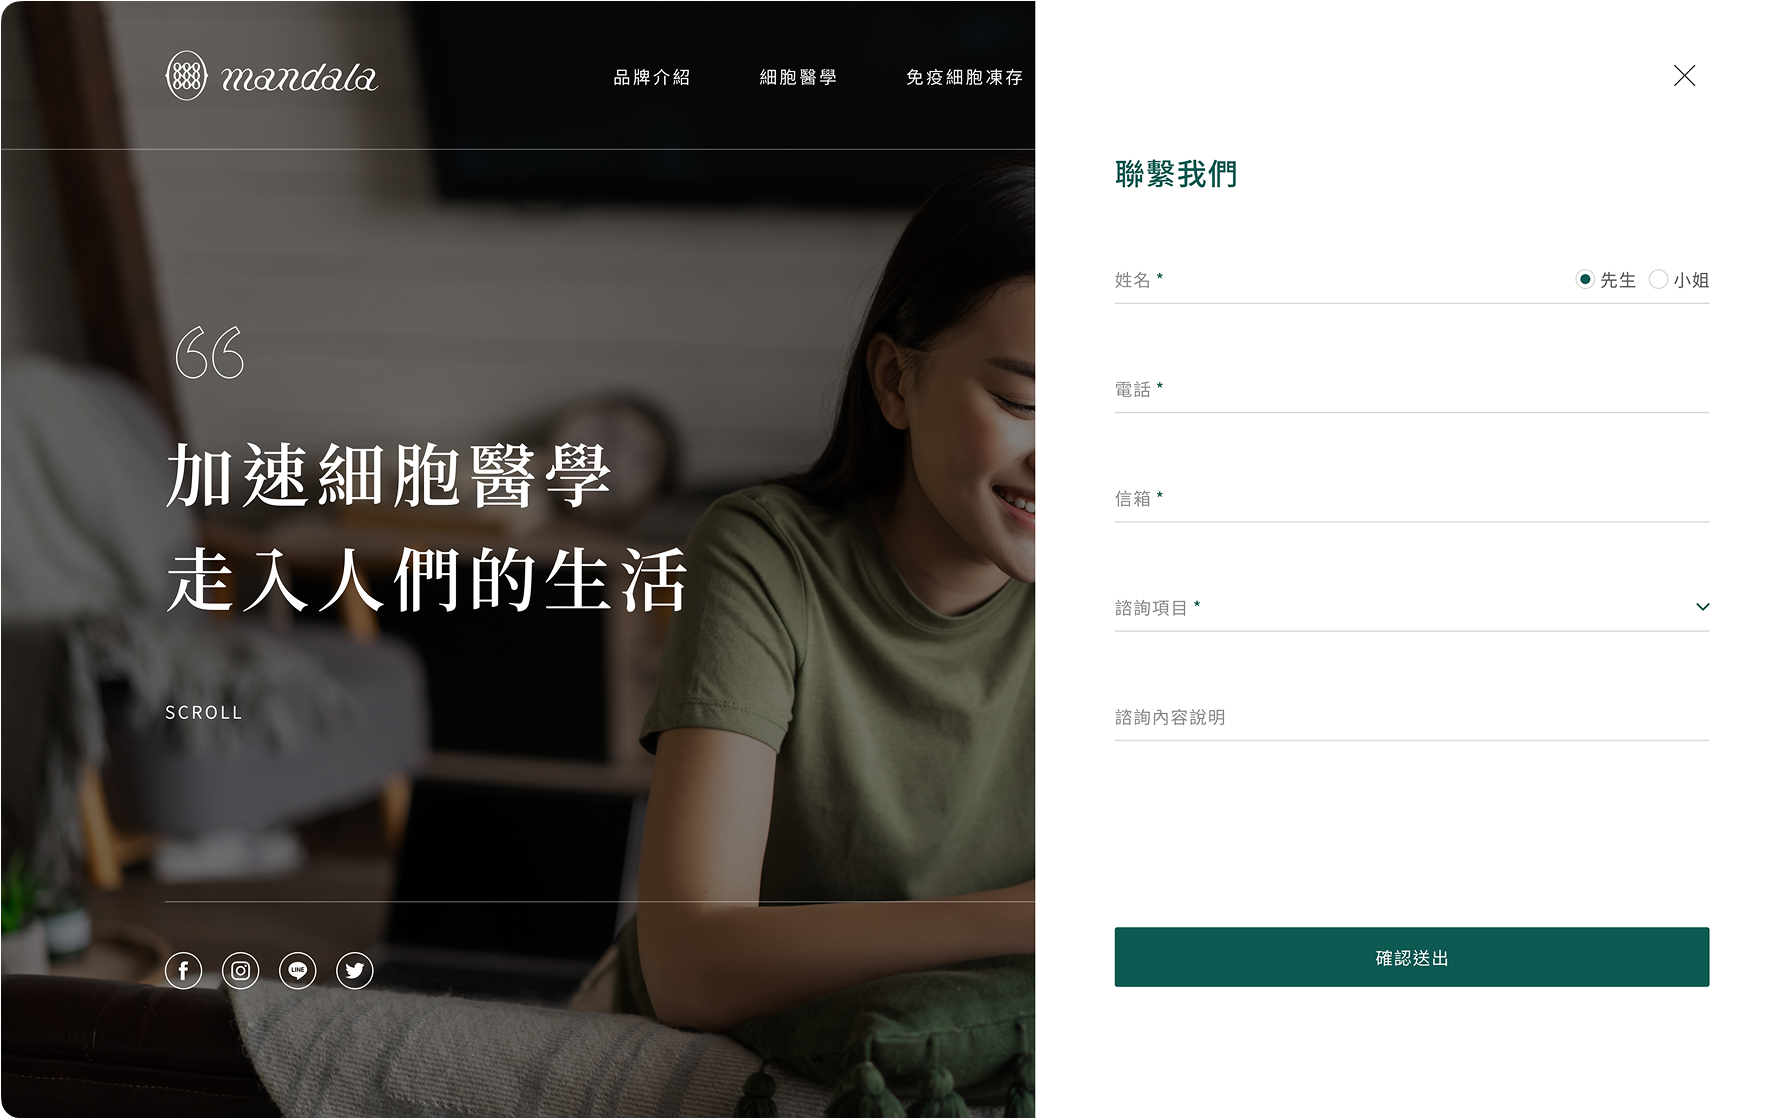 mandala
品牌介紹 細胞醫學 免疫細胞凍存
加速細胞醫學
走入人們的生活
SCROLL
LINE
聯繫我們
姓名 * 先生 小姐
電話 *
信箱 *
諮詢項目 *
諮詢內容說明
確認送出